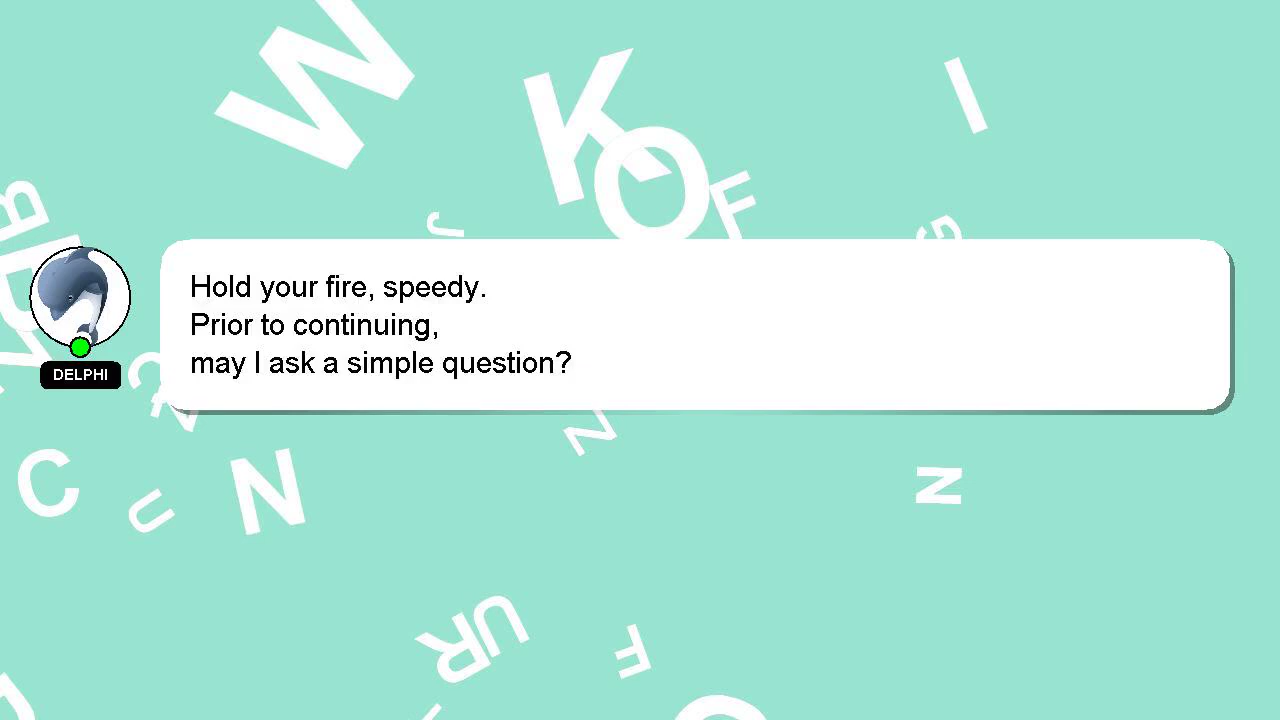 W
K
I
O
F
B
J
G
D
Hold your fire, speedy.
Prior to continuing,
may I ask a simple question?
DELPHI
C
Z
N
C
N
U
Z
U
R
F